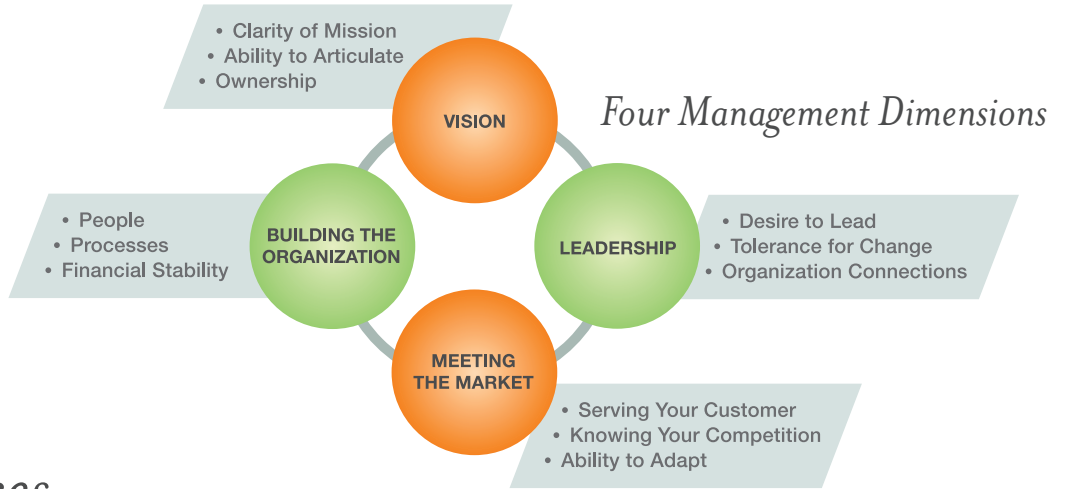 • Clarity of Mission
• Ability to Articulate
• Ownership
VISION
Four Management Dimensions
• People
• Processes
• Financial Stability
BUILDING THE
ORGANIZATION
LEADERSHIP
• Desire to Lead
• Tolerance for Change
• Organization Connections
MEETING
THE MARKET
• Serving Your Customer
• Knowing Your Competition
• Ability to Adapt